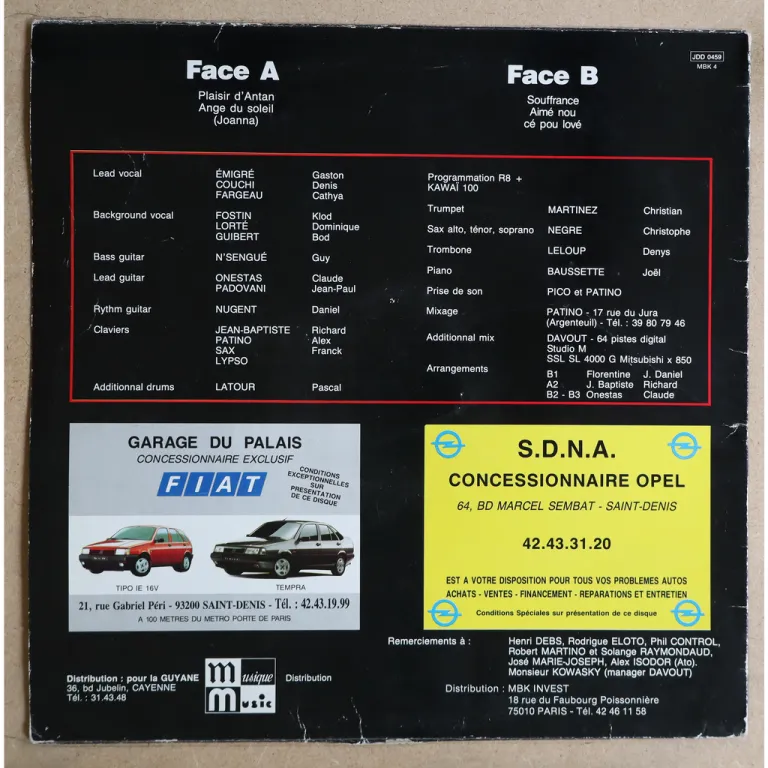 JDD 0459
MBK 4
Face A
Plaisir d'Antan
Ange du soleil
(Joanna)
Face B
Souffrance
Aimé nou
cé pou lové
Lead vocal ÉMIGRÉ Gaston
COUCHI Denis
FARGEAU Cathya
Background vocal FOSTIN Klod
LORTÉ Dominique
GUIBERT Bod
Bass guitar N'SENGUÉ Guy
Lead guitar ONESTAS Claude
PADOVANI Jean-Paul
Rythm guitar NUGENT Daniel
Claviers JEAN-BAPTISTE Richard
PATINO Alex
SAX Franck
LYPSO
Additionnal drums LATOUR Pascal
Programmation R8 +
KAWAÏ 100
Trumpet MARTINEZ Christian
Sax alto, ténor, soprano NEGRE Christophe
Trombone LELOUP Denys
Piano BAUSSETTE Joël
Prise de son PICO et PATINO
Mixage PATINO - 17 rue du Jura
(Argenteuil) - Tél. : 39 80 79 46
Additionnal mix DAVOUT - 64 pistes digital
Studio M
SSL SL 4000 G Mitsubishi x 850
Arrangements B1 Florentine J. Daniel
A2 J. Baptiste Richard
B2 - B3 Onestas Claude
GARAGE DU PALAIS
CONCESSIONNAIRE EXCLUSIF
FIAT
CONDITIONS
EXCEPTIONNELLES
SUR
PRESENTATION
DE CE DISQUE
TIPO IE 16V
TEMPRA
21, rue Gabriel Péri - 93200 SAINT-DENIS - Tél. : 42.43.19.99
A 100 METRES DU METRO PORTE DE PARIS
S.D.N.A.
CONCESSIONNAIRE OPEL
64, BD MARCEL SEMBAT - SAINT-DENIS
42.43.31.20
EST A VOTRE DISPOSITION POUR TOUS VOS PROBLEMES AUTOS
ACHATS - VENTES - FINANCEMENT - REPARATIONS ET ENTRETIEN
Conditions Spéciales sur présentation de ce disque
Remerciements à : Henri DEBS, Rodrigue ELOTO, Phil CONTROL,
Robert MARTINO et Solange RAYMONDAUD,
José MARIE-JOSEPH, Alex ISODOR (Ato).
Monsieur KOWASKY (manager DAVOUT)
Distribution : pour la GUYANE
36, bd Jubelin, CAYENNE
Tél. : 31.43.48
m musique
m music
Distribution
Distribution : MBK INVEST
18 rue du Faubourg Poissonnière
75010 PARIS - Tél. 42 46 11 58